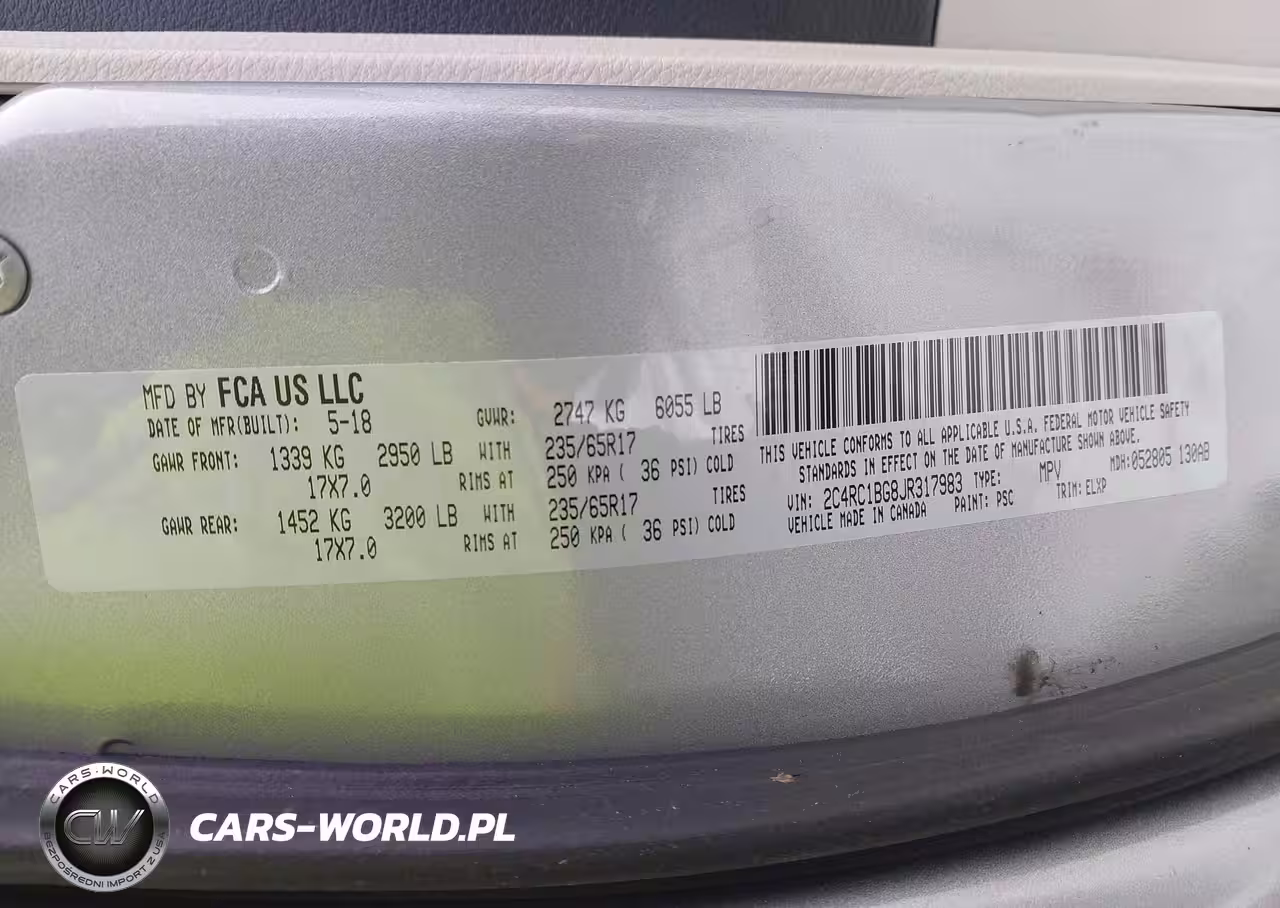 MFD BY FCA US LLC
DATE OF MFR(BUILT): 5-18 GVWR: 2747 KG 6055 LB
GAWR FRONT: 1339 KG 2950 LB WITH 235/65R17 TIRES
17X7.0 RIMS AT 250 KPA ( 36 PSI) COLD
GAWR REAR: 1452 KG 3200 LB WITH 235/65R17 TIRES
17X7.0 RIMS AT 250 KPA ( 36 PSI) COLD
THIS VEHICLE CONFORMS TO ALL APPLICABLE U.S.A. FEDERAL MOTOR VEHICLE SAFETY
STANDARDS IN EFFECT ON THE DATE OF MANUFACTURE SHOWN ABOVE.
MDH:052805 130AB
VIN: 2C4RC1BG8JR317983 TYPE: MPV
VEHICLE MADE IN CANADA PAINT: PSC TRIM: ELXP
CARS-WORLD
CW
BEZPOŚREDNI IMPORT Z USA
CARS-WORLD.PL